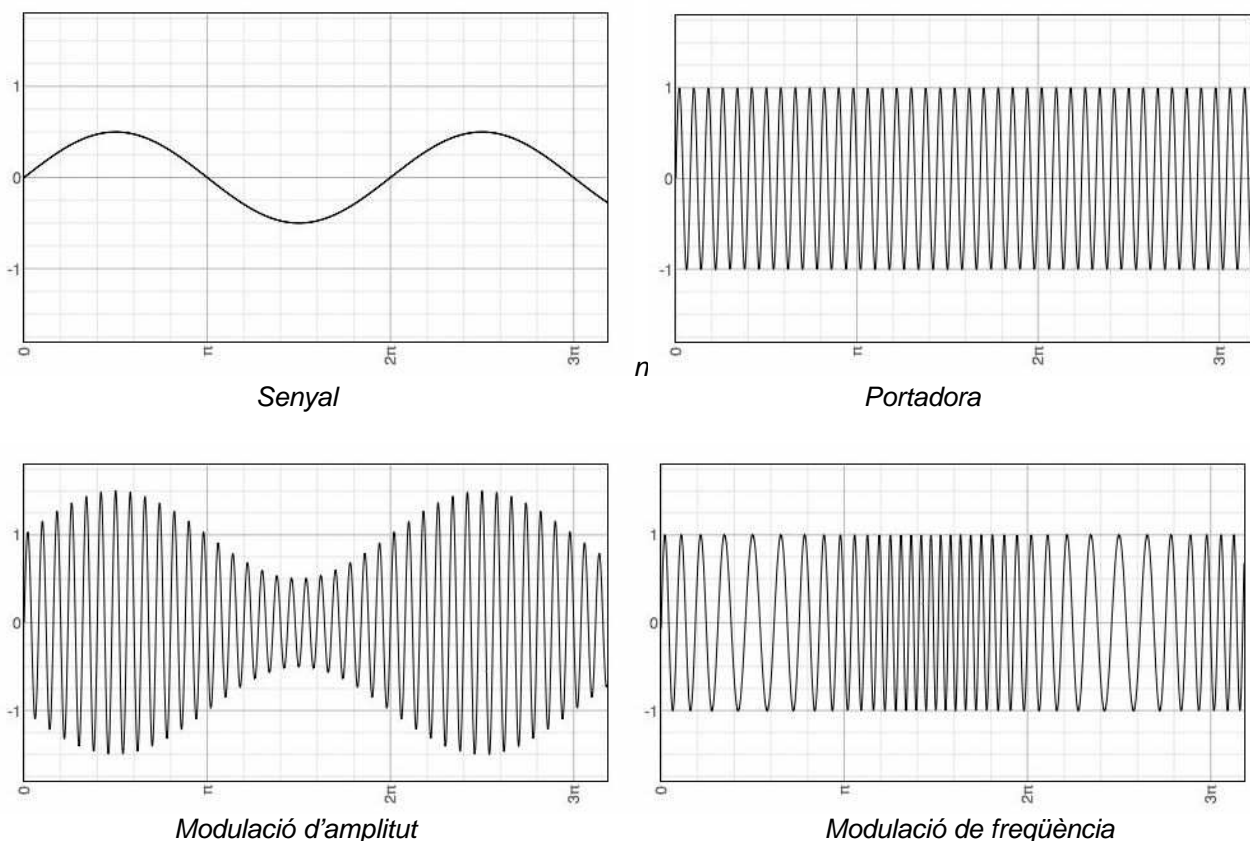 1
0
-1
0
π
2π
3π
Senyal
n
1
0
-1
0
π
2π
3π
Portadora
1
0
-1
0
π
2π
3π
Modulació d'amplitut
1
0
-1
0
π
2π
3π
Modulació de freqüència